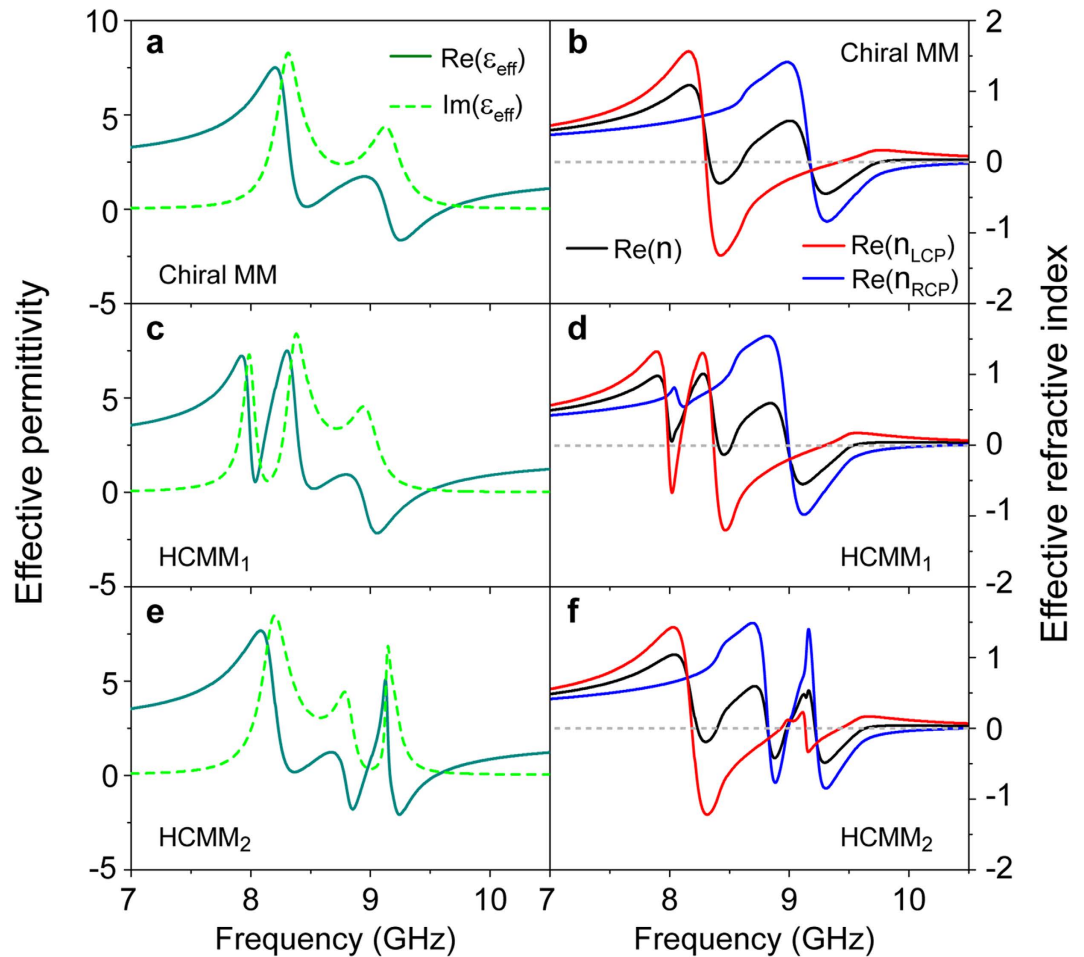 Effective permittivity
Effective refractive index
a
10
5
0
-5
Re(εeff)
Im(εeff)
Chiral MM
b
Chiral MM
2
1
0
-1
-2
Re(n)
Re(nLCP)
Re(nRCP)
c
5
0
-5
HCMM1
d
1
0
-1
-2
HCMM1
e
5
0
-5
HCMM2
f
1
0
-1
-2
HCMM2
7 8 9 10 7 8 9 10
Frequency (GHz) Frequency (GHz)